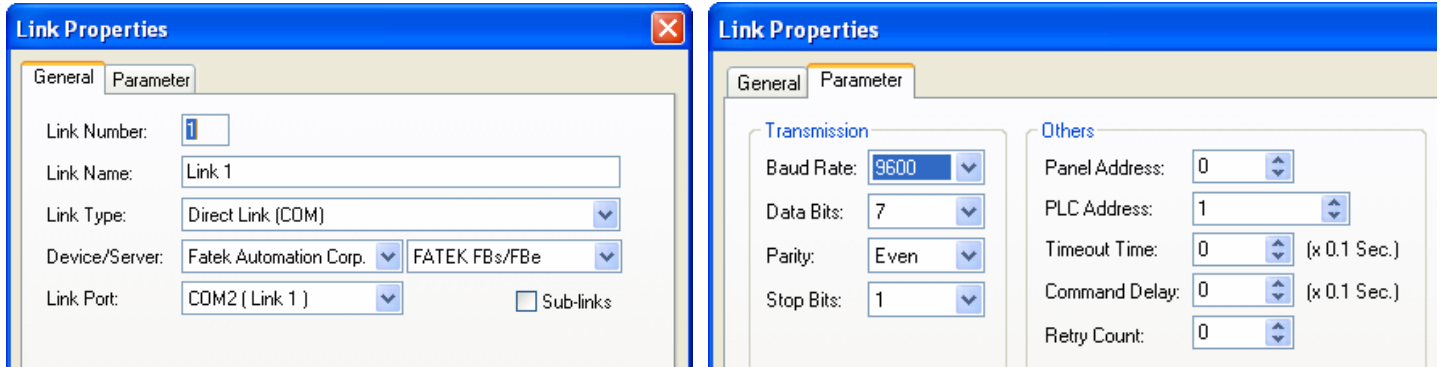 Link Properties
General
Parameter
Link Number: 1
Link Name: Link 1
Link Type: Direct Link (COM)
Device/Server: Fatek Automation Corp. FATEK FBs/FBe
Link Port: COM2 ( Link 1 )
Sub-links
Link Properties
General
Parameter
Transmission
Baud Rate: 9600
Data Bits: 7
Parity: Even
Stop Bits: 1
Others
Panel Address: 0
PLC Address: 1
Timeout Time: 0 (x 0.1 Sec.)
Command Delay: 0 (x 0.1 Sec.)
Retry Count: 0